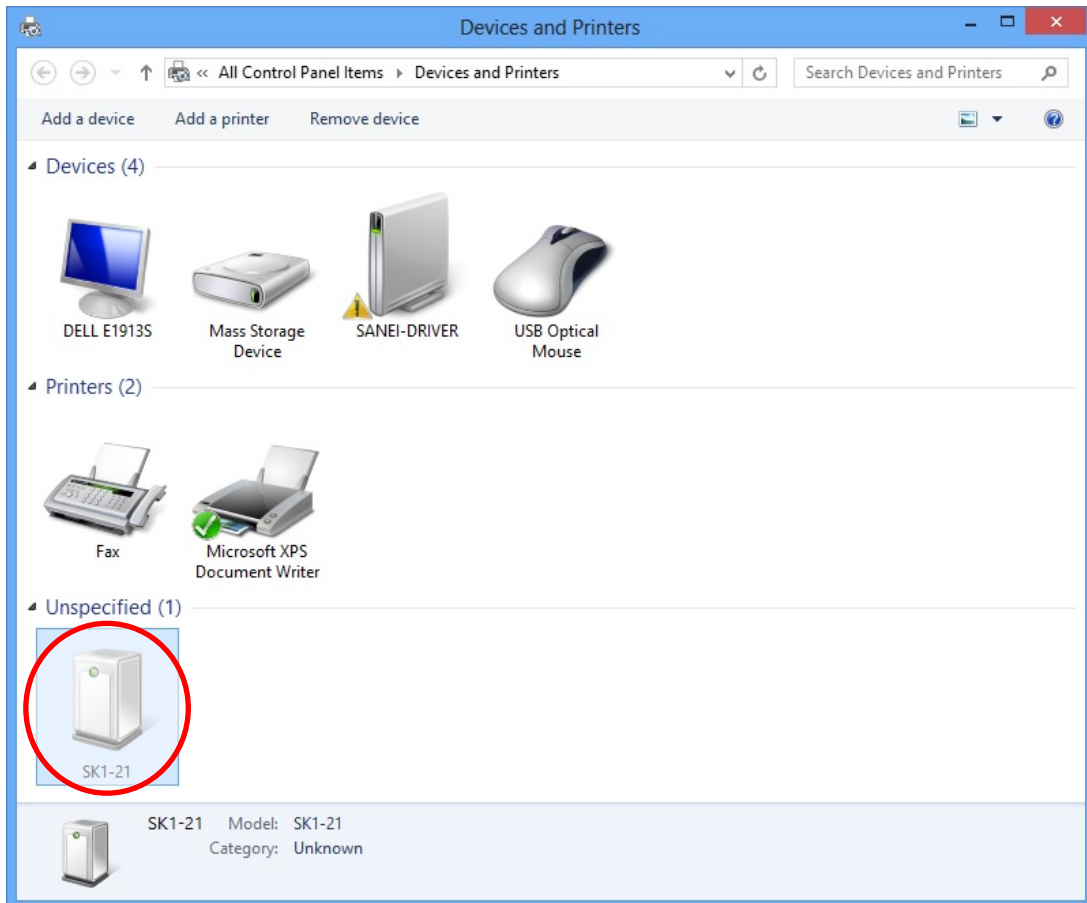 Devices and Printers
« All Control Panel Items Devices and Printers
Search Devices and Printers
Add a device Add a printer Remove device
Devices (4)
DELL E1913S
Mass Storage
Device
SANEI-DRIVER
USB Optical
Mouse
Printers (2)
Fax
Microsoft XPS
Document Writer
Unspecified (1)
SK1-21
SK1-21 Model: SK1-21
Category: Unknown